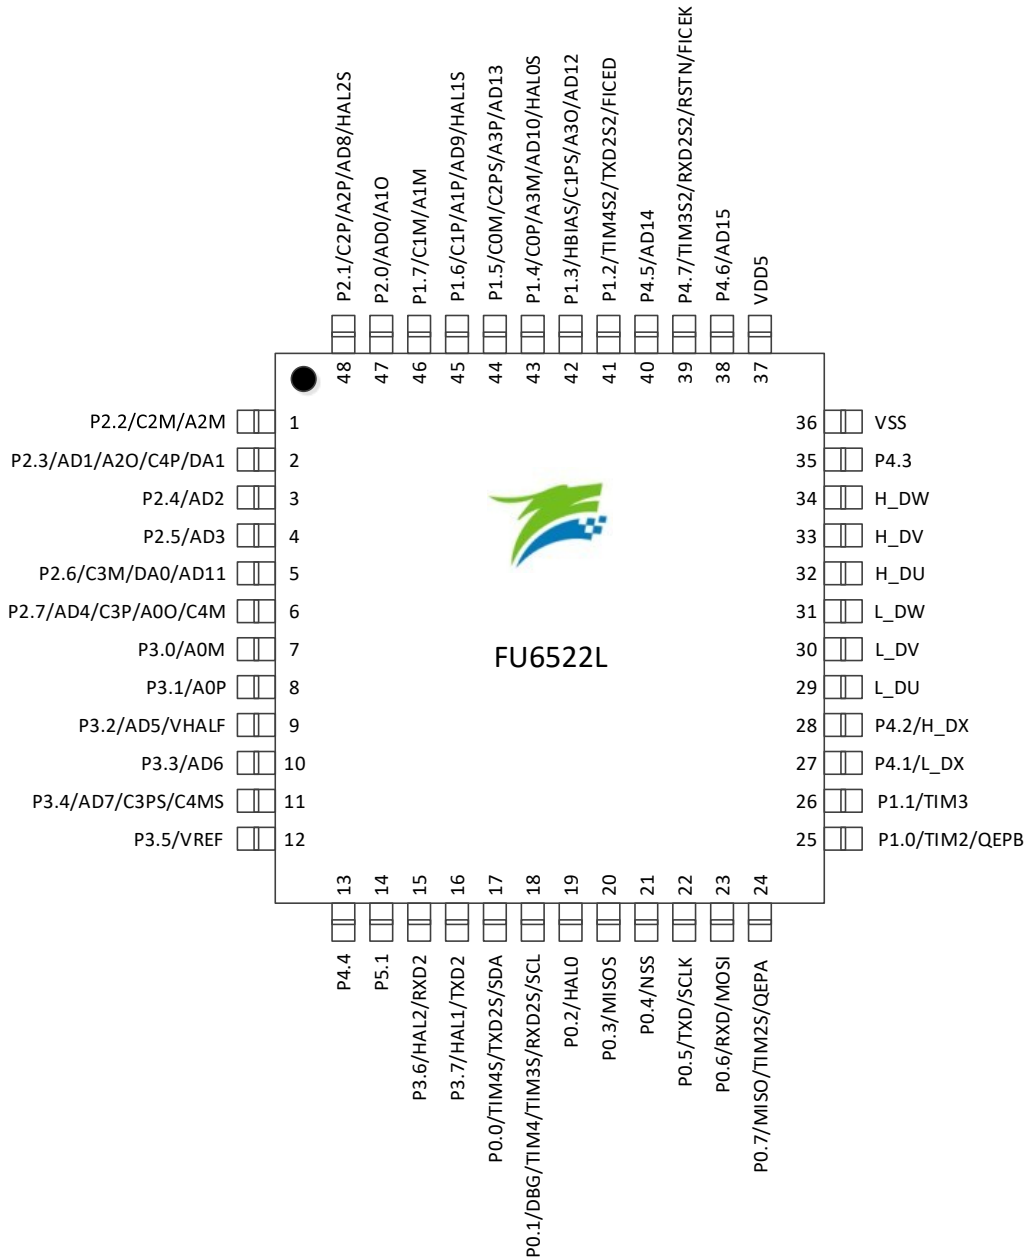 P2.1/C2P/A2P/AD8/HAL2S
P2.0/AD0/A1O
P1.7/C1M/A1M
P1.6/C1P/A1P/AD9/HAL1S
P1.5/C0M/C2PS/A3P/AD13
P1.4/C0P/A3M/AD10/HAL0S
P1.3/HBIAS/C1PS/A3O/AD12
P1.2/TIM4S2/TXD2S2/FICED
P4.5/AD14
P4.7/TIM3S2/RXD2S2/RSTN/FICEK
P4.6/AD15
VDD5
48
47
46
45
44
43
42
41
40
39
38
37
P2.2/C2M/A2M 1
P2.3/AD1/A2O/C4P/DA1 2
P2.4/AD2 3
P2.5/AD3 4
P2.6/C3M/DA0/AD11 5
P2.7/AD4/C3P/A0O/C4M 6
P3.0/A0M 7
P3.1/A0P 8
P3.2/AD5/VHALF 9
P3.3/AD6 10
P3.4/AD7/C3PS/C4MS 11
P3.5/VREF 12
FU6522L
36 VSS
35 P4.3
34 H_DW
33 H_DV
32 H_DU
31 L_DW
30 L_DV
29 L_DU
28 P4.2/H_DX
27 P4.1/L_DX
26 P1.1/TIM3
25 P1.0/TIM2/QEPB
13
14
15
16
17
18
19
20
21
22
23
24
P4.4
P5.1
P3.6/HAL2/RXD2
P3.7/HAL1/TXD2
P0.0/TIM4S/TXD2S/SDA
P0.1/DBG/TIM4/TIM3S/RXD2S/SCL
P0.2/HAL0
P0.3/MISOS
P0.4/NSS
P0.5/TXD/SCLK
P0.6/RXD/MOSI
P0.7/MISO/TIM2S/QEPA